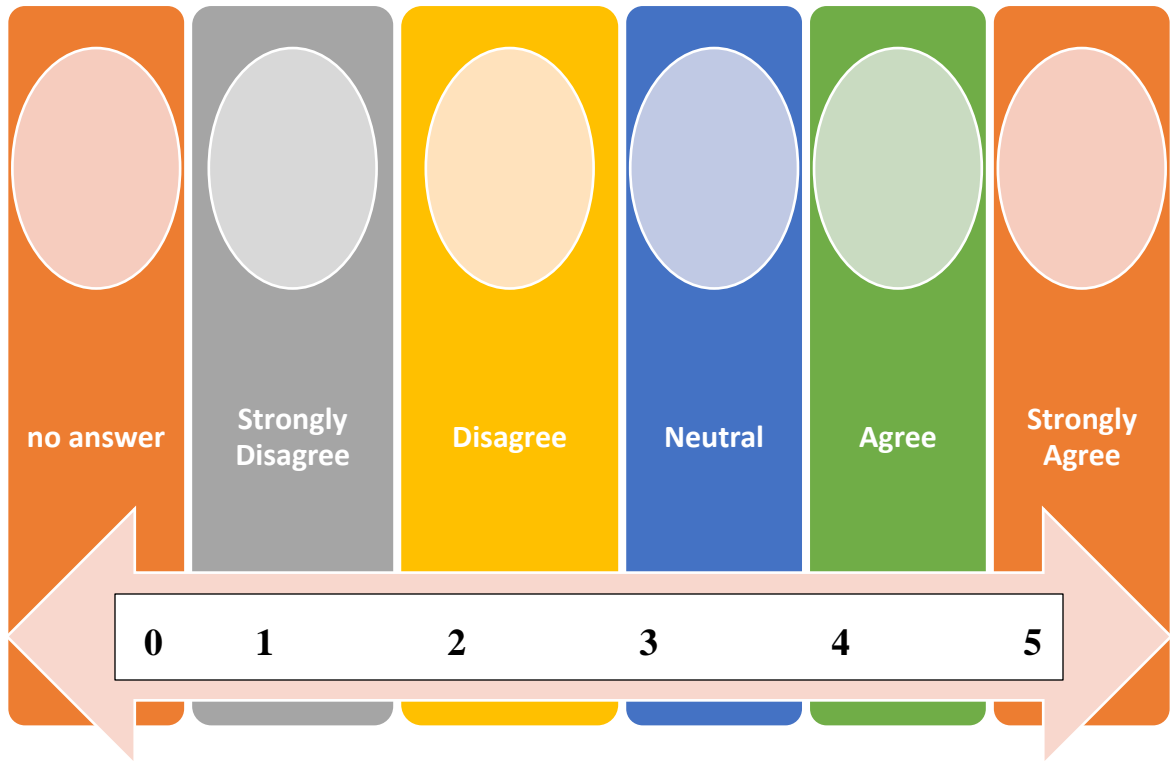 no answer
Strongly
Disagree
Disagree
Neutral
Agree
Strongly
Agree
0 1 2 3 4 5